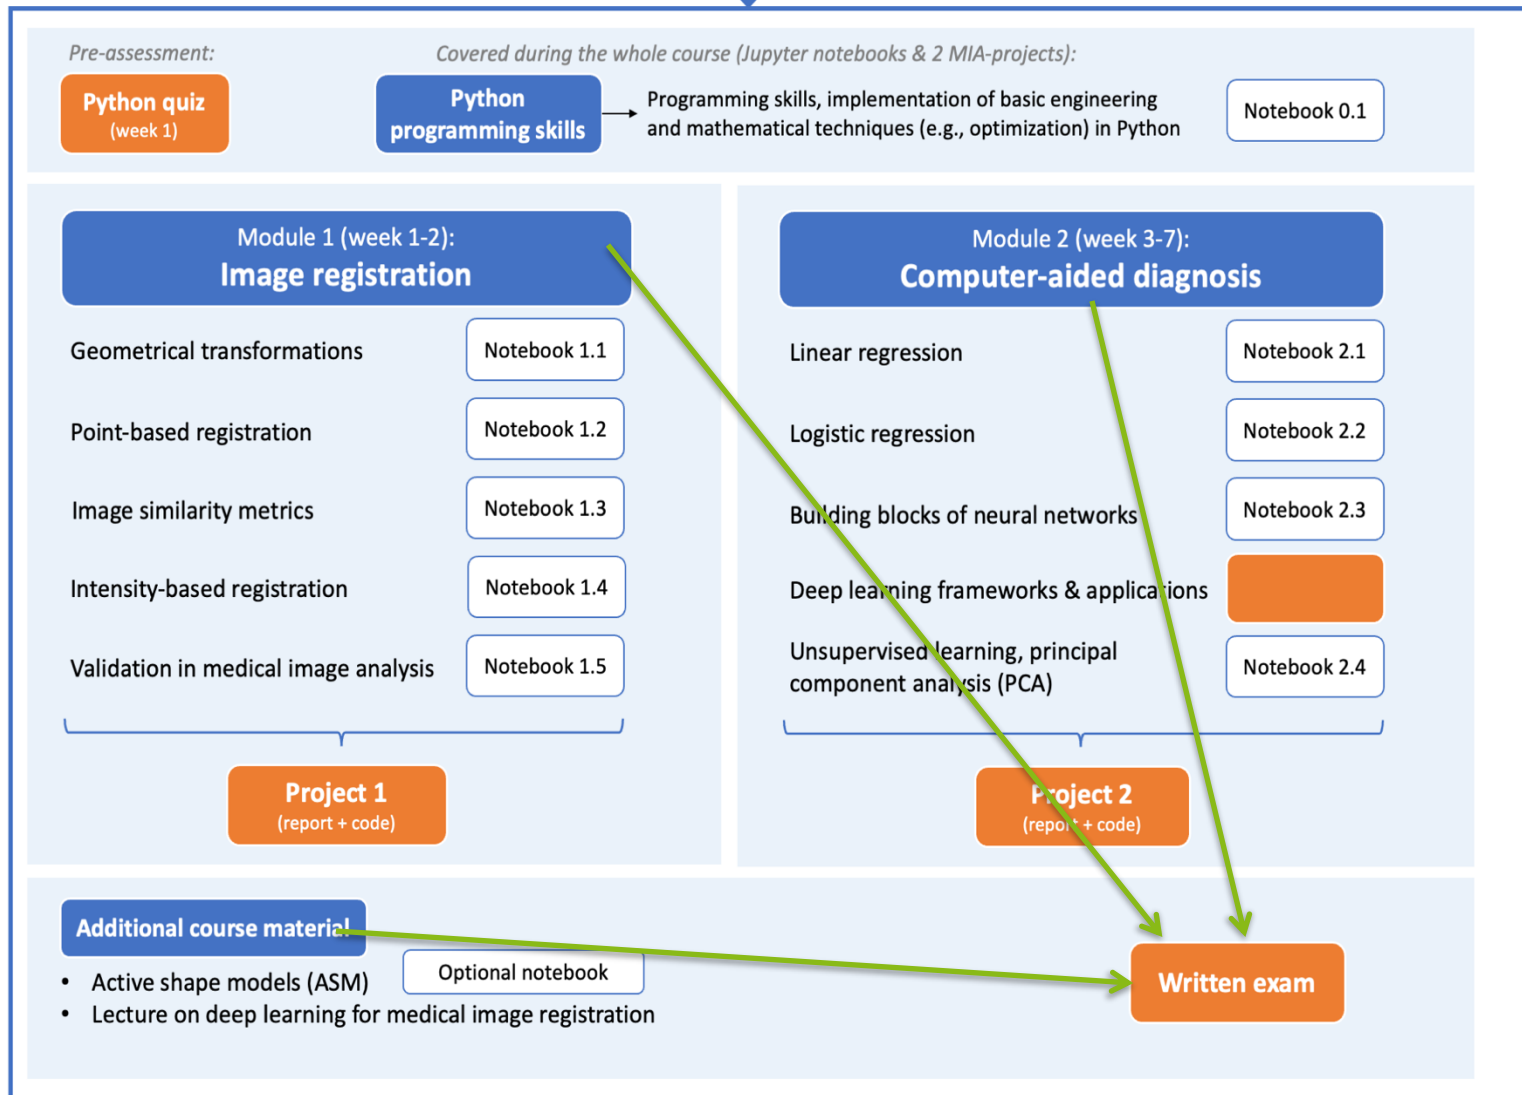 Pre-assessment:
Covered during the whole course (Jupyter notebooks & 2 MIA-projects):
Python quiz
(week 1)
Python
programming skills
Programming skills, implementation of basic engineering
and mathematical techniques (e.g., optimization) in Python
Notebook 0.1
Module 1 (week 1-2):
Image registration
Geometrical transformations
Notebook 1.1
Point-based registration
Notebook 1.2
Image similarity metrics
Notebook 1.3
Intensity-based registration
Notebook 1.4
Validation in medical image analysis
Notebook 1.5
Project 1
(report + code)
Module 2 (week 3-7):
Computer-aided diagnosis
Linear regression
Notebook 2.1
Logistic regression
Notebook 2.2
Building blocks of neural networks
Notebook 2.3
Deep learning frameworks & applications
Unsupervised learning, principal
component analysis (PCA)
Notebook 2.4
Project 2
(report + code)
Additional course material
• Active shape models (ASM)
Optional notebook
• Lecture on deep learning for medical image registration
Written exam